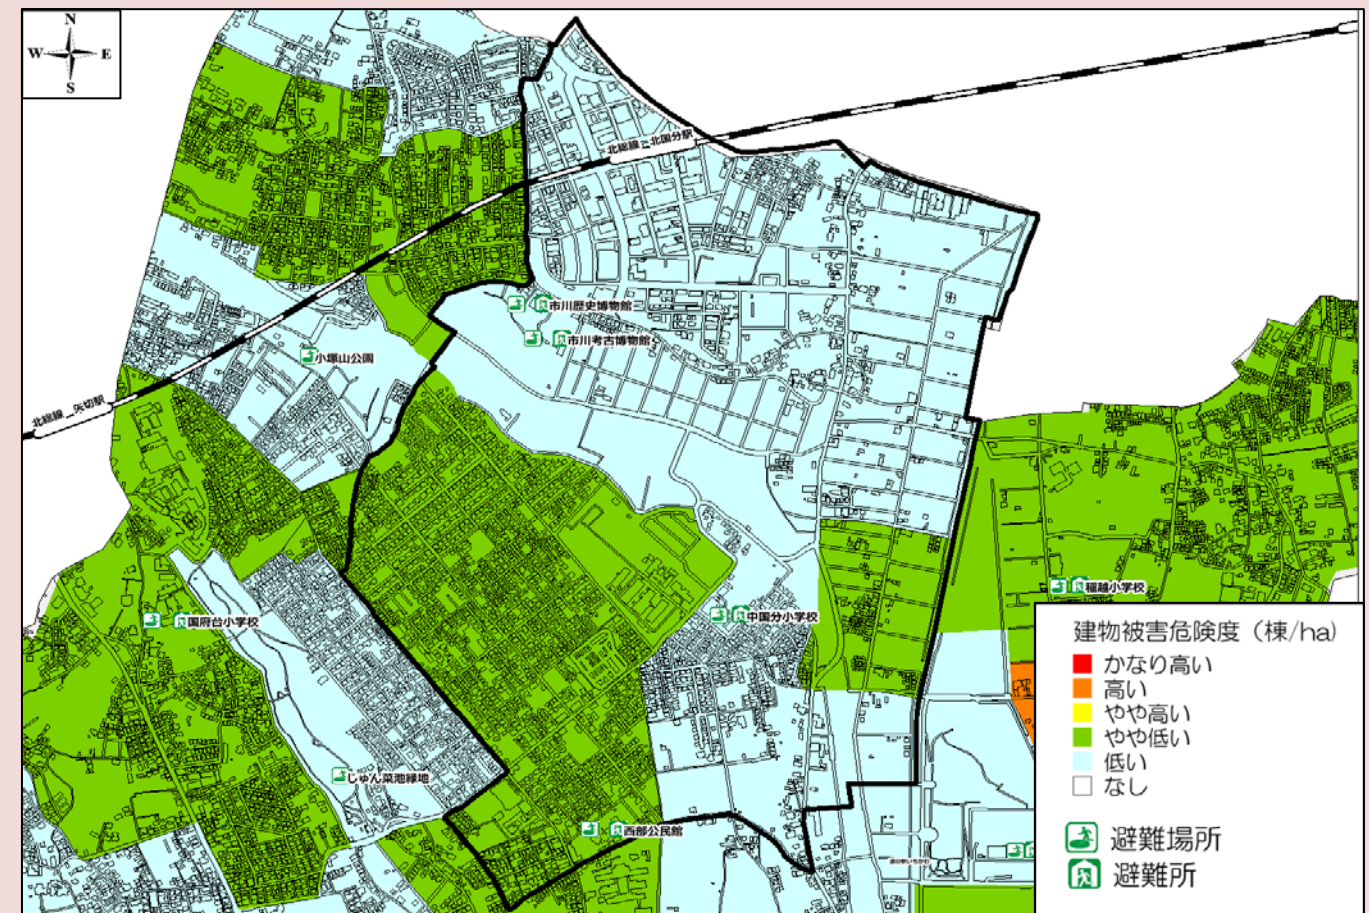 N
W E
S
北総線 北国分駅
市川歴史博物館
市川考古博物館
小塚山公園
北総線 矢切駅
稲越小学校
中国分小学校
国府台小学校
じゅん菜池緑地
西部公民館
建物被害危険度（棟/ha）
かなり高い
高い
やや高い
やや低い
低い
なし
避難場所
避難所